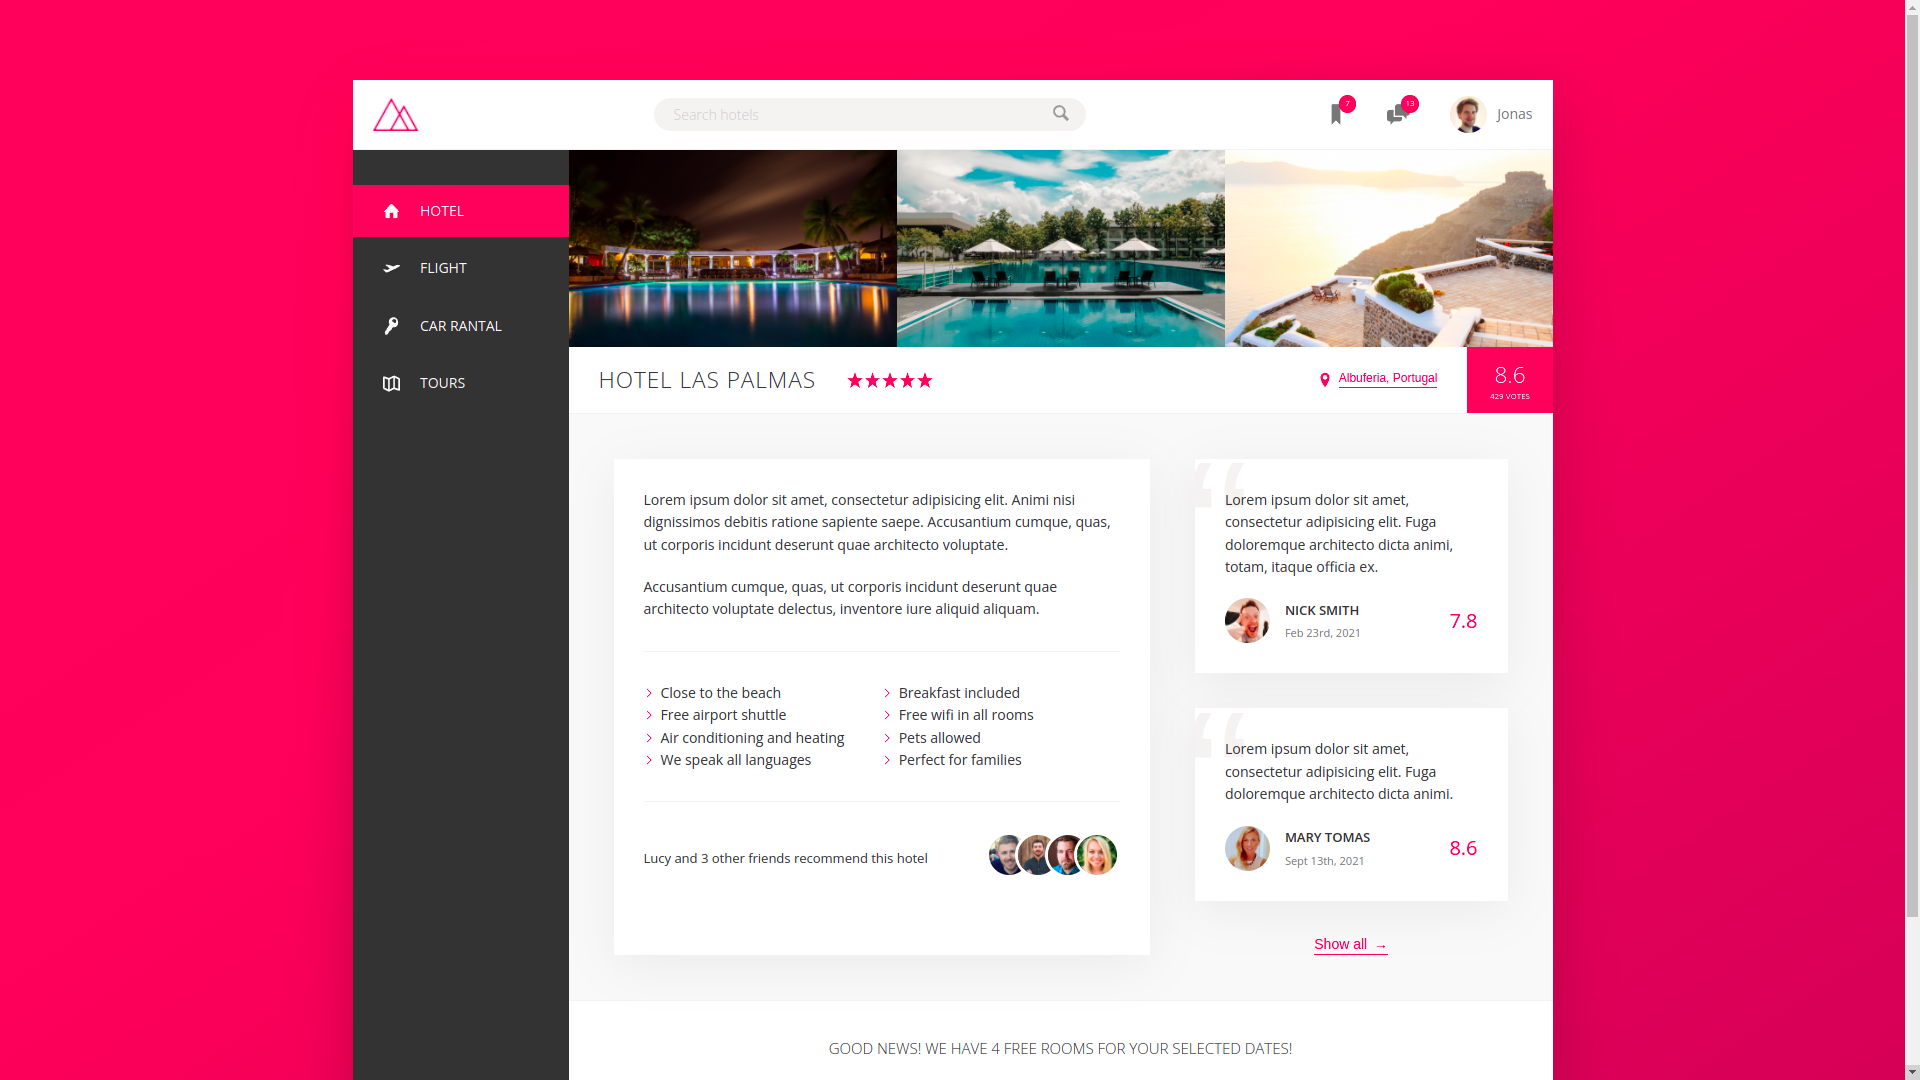 Search hotels
7
13
Jonas
HOTEL
FLIGHT
CAR RANTAL
TOURS
HOTEL LAS PALMAS
Albuferia, Portugal
8.6
429 VOTES
Lorem ipsum dolor sit amet, consectetur adipisicing elit. Animi nisi
dignissimos debitis ratione sapiente saepe. Accusantium cumque, quas,
ut corporis incidunt deserunt quae architecto voluptate.
Accusantium cumque, quas, ut corporis incidunt deserunt quae
architecto voluptate delectus, inventore iure aliquid aliquam.
Close to the beach
Free airport shuttle
Air conditioning and heating
We speak all languages
Breakfast included
Free wifi in all rooms
Pets allowed
Perfect for families
Lucy and 3 other friends recommend this hotel
“
Lorem ipsum dolor sit amet,
consectetur adipisicing elit. Fuga
doloremque architecto dicta animi,
totam, itaque officia ex.
NICK SMITH
Feb 23rd, 2021
7.8
“
Lorem ipsum dolor sit amet,
consectetur adipisicing elit. Fuga
doloremque architecto dicta animi.
MARY TOMAS
Sept 13th, 2021
8.6
Show all →
GOOD NEWS! WE HAVE 4 FREE ROOMS FOR YOUR SELECTED DATES!